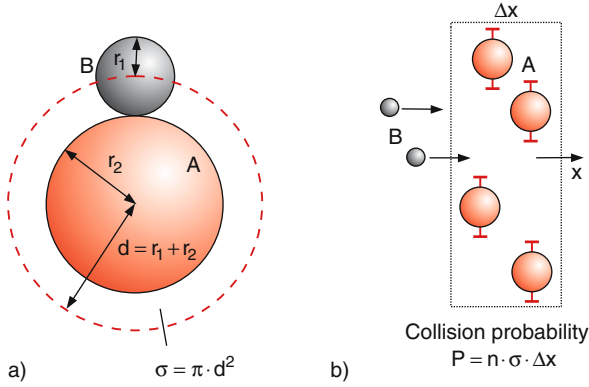 B
r₁
A
r₂
d = r₁ + r₂
a)
σ = π · d²
Δx
A
B
x
Collision probability
b)
P = n · σ · Δx